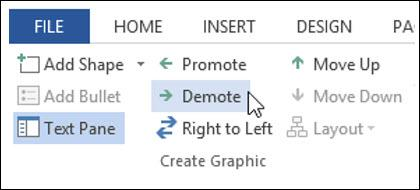 FILE HOME INSERT DESIGN
Add Shape Promote Move Up
Add Bullet Demote Move Down
Text Pane Right to Left Layout
Create Graphic